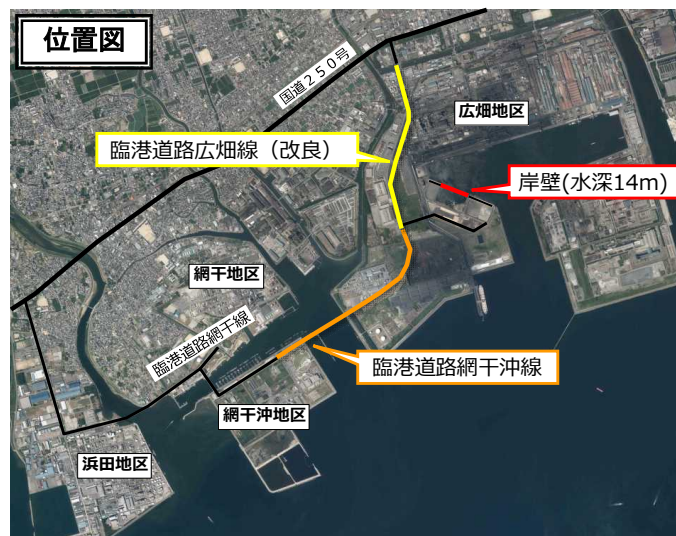 位置図
国道２５０号
広畑地区
臨港道路広畑線（改良）
岸壁(水深14m)
網干地区
臨港道路網干線
臨港道路網干沖線
網干沖地区
浜田地区